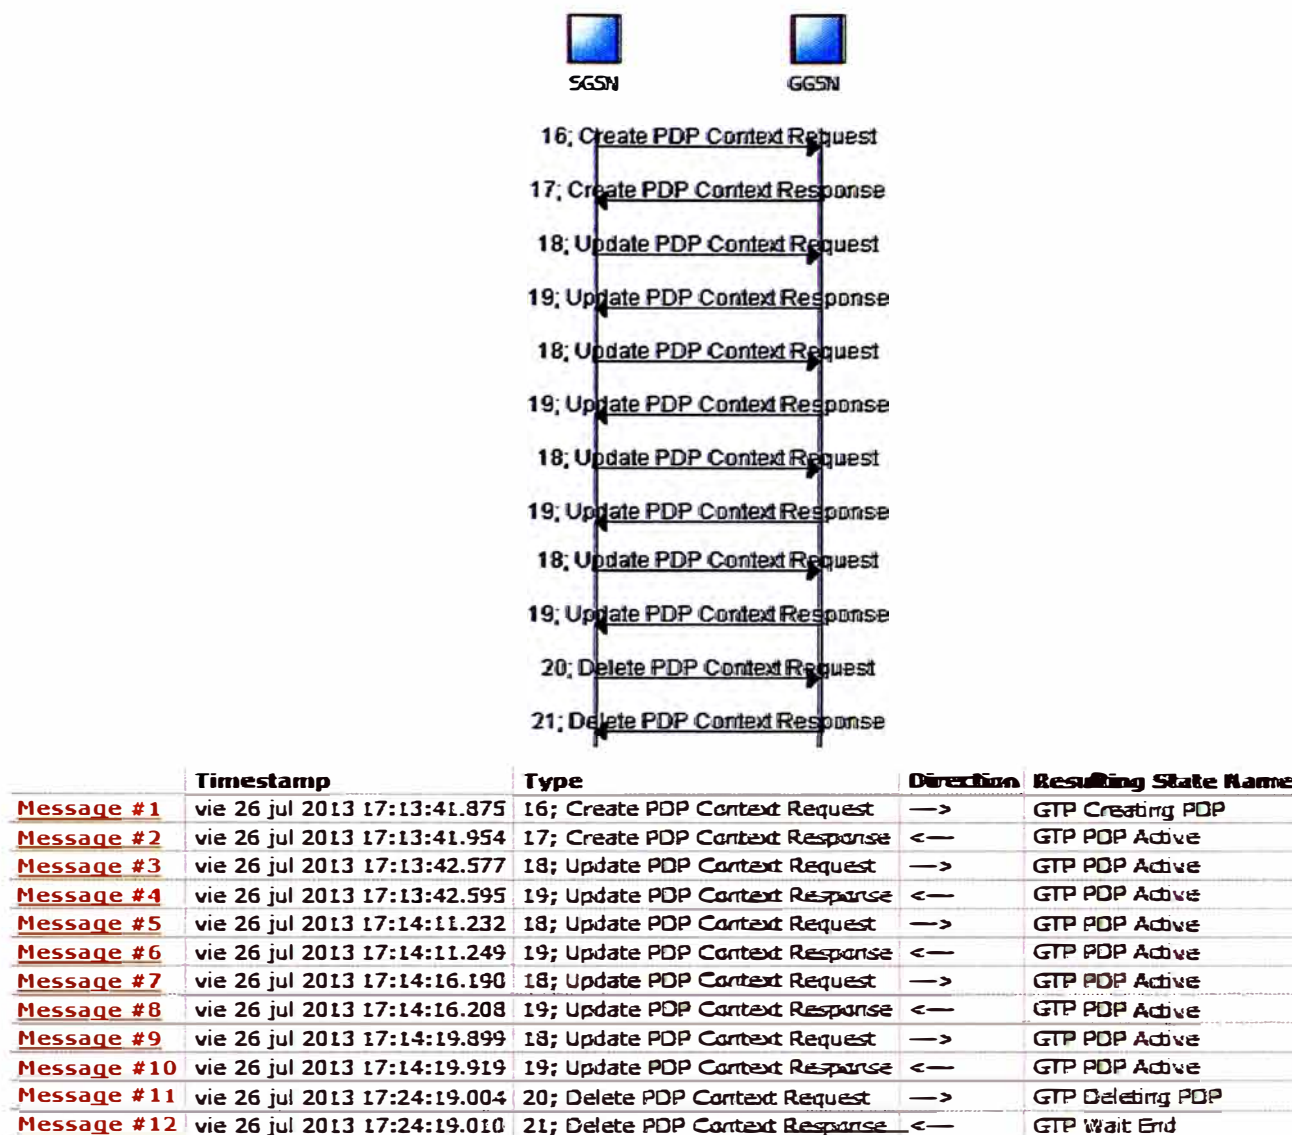 SGSN GGSN
16; Create PDP Context Request
17; Create PDP Context Response
18; Update PDP Context Request
19; Update PDP Context Response
18; Update PDP Context Request
19; Update PDP Context Response
18; Update PDP Context Request
19; Update PDP Context Response
18; Update PDP Context Request
19; Update PDP Context Response
20; Delete PDP Context Request
21; Delete PDP Context Response
Timestamp Type Direction Resulting State Name
Message #1 vie 26 jul 2013 17:13:41.875 16; Create PDP Context Request —> GTP Creating PDP
Message #2 vie 26 jul 2013 17:13:41.954 17; Create PDP Context Response <— GTP PDP Active
Message #3 vie 26 jul 2013 17:13:42.577 18; Update PDP Context Request —> GTP PDP Active
Message #4 vie 26 jul 2013 17:13:42.595 19; Update PDP Context Response <— GTP PDP Active
Message #5 vie 26 jul 2013 17:14:11.232 18; Update PDP Context Request —> GTP PDP Active
Message #6 vie 26 jul 2013 17:14:11.249 19; Update PDP Context Response <— GTP PDP Active
Message #7 vie 26 jul 2013 17:14:16.190 18; Update PDP Context Request —> GTP PDP Active
Message #8 vie 26 jul 2013 17:14:16.208 19; Update PDP Context Response <— GTP PDP Active
Message #9 vie 26 jul 2013 17:14:19.899 18; Update PDP Context Request —> GTP PDP Active
Message #10 vie 26 jul 2013 17:14:19.919 19; Update PDP Context Response <— GTP PDP Active
Message #11 vie 26 jul 2013 17:24:19.004 20; Delete PDP Context Request —> GTP Deleting PDP
Message #12 vie 26 jul 2013 17:24:19.010 21; Delete PDP Context Response <— GTP Wait End